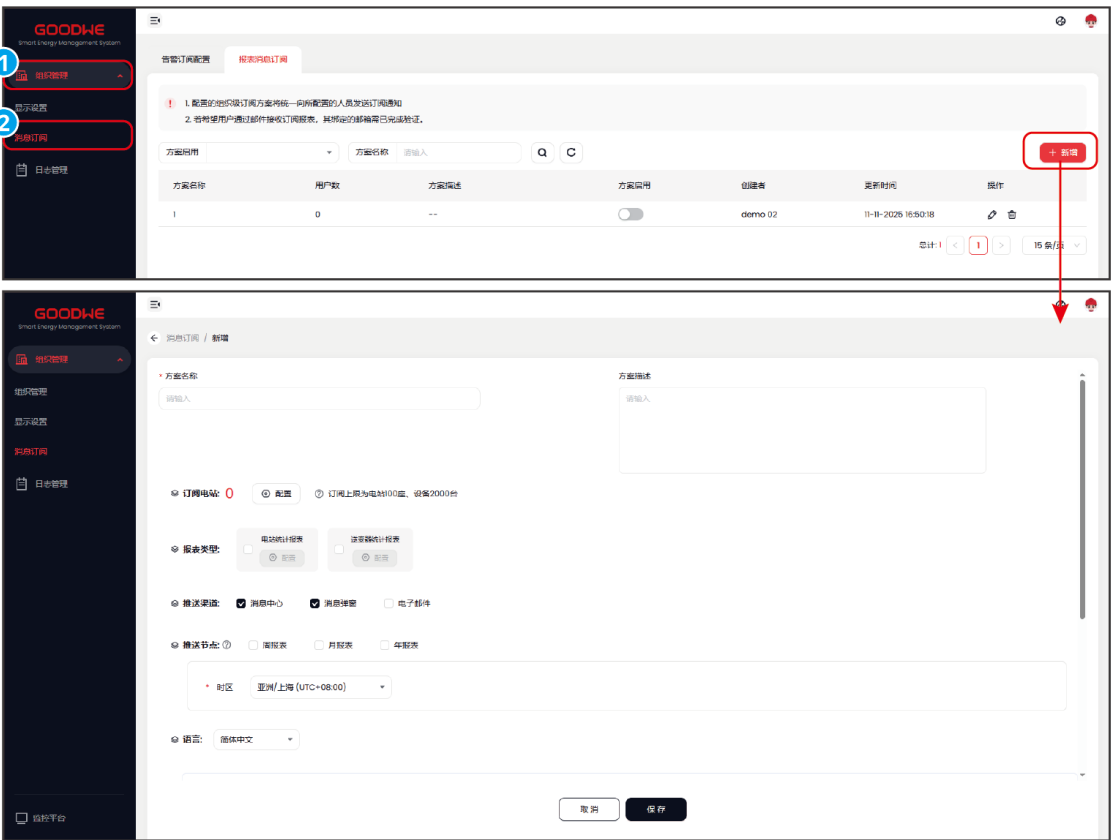 GOODWE
Smart Energy Management System
1
组织管理
显示设置
2
消息订阅
日志管理
告警订阅配置 报表消息订阅
! 1. 配置的组织级订阅方案将统一向所配置的人员发送订阅通知
2. 若希望用户通过邮件接收订阅报表，其绑定的邮箱需已完成验证。
方案启用 方案名称 请输入 + 新增
方案名称 用户数 方案描述 方案启用 创建者 更新时间 操作
1 0 -- demo 02 11-11-2025 16:50:18
总计: 1 < 1 > 15 条/页
GOODWE
Smart Energy Management System
组织管理
组织管理
显示设置
消息订阅
日志管理
监控平台
消息订阅 / 新增
* 方案名称 方案描述
请输入 请输入
订阅电站: 0 配置 ? 订阅上限为电站100座、设备2000台
报表类型: 电站统计报表 逆变器统计报表
配置 配置
推送渠道: 消息中心 消息弹窗 电子邮件
推送节点: ? 周报表 月报表 年报表
* 时区 亚洲/上海 (UTC+08:00)
语言: 简体中文
取消 保存